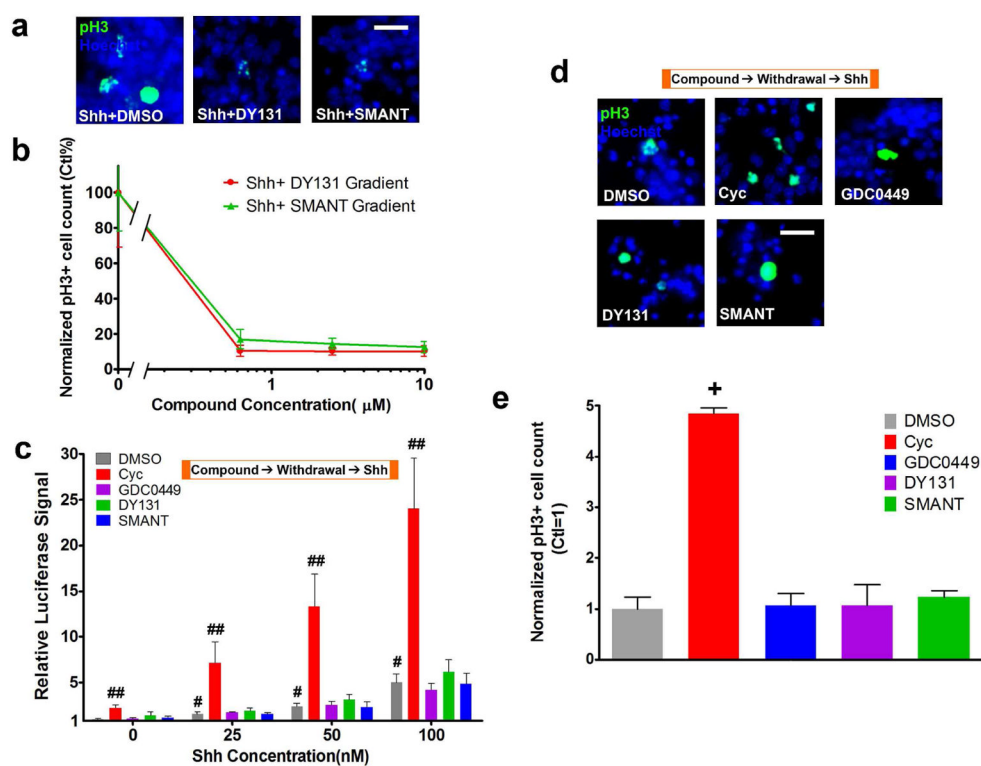 a
pH3
Hoechst
Shh+DMSO
Shh+DY131
Shh+SMANT
b
Normalized pH3+ cell count (Ctl%)
100
80
60
40
20
0
Shh+ DY131 Gradient
Shh+ SMANT Gradient
0
1
10
Compound Concentration( μM)
c
Relative Luciferase Signal
30
25
20
15
10
5
1
DMSO
Cyc
GDC0449
DY131
SMANT
Compound → Withdrawal → Shh
##
#
##
#
##
#
##
0
25
50
100
Shh Concentration(nM)
d
Compound → Withdrawal → Shh
pH3
Hoechst
DMSO
Cyc
GDC0449
DY131
SMANT
e
Normalized pH3+ cell count
(Ctl=1)
5
4
3
2
1
0
+
DMSO
Cyc
GDC0449
DY131
SMANT